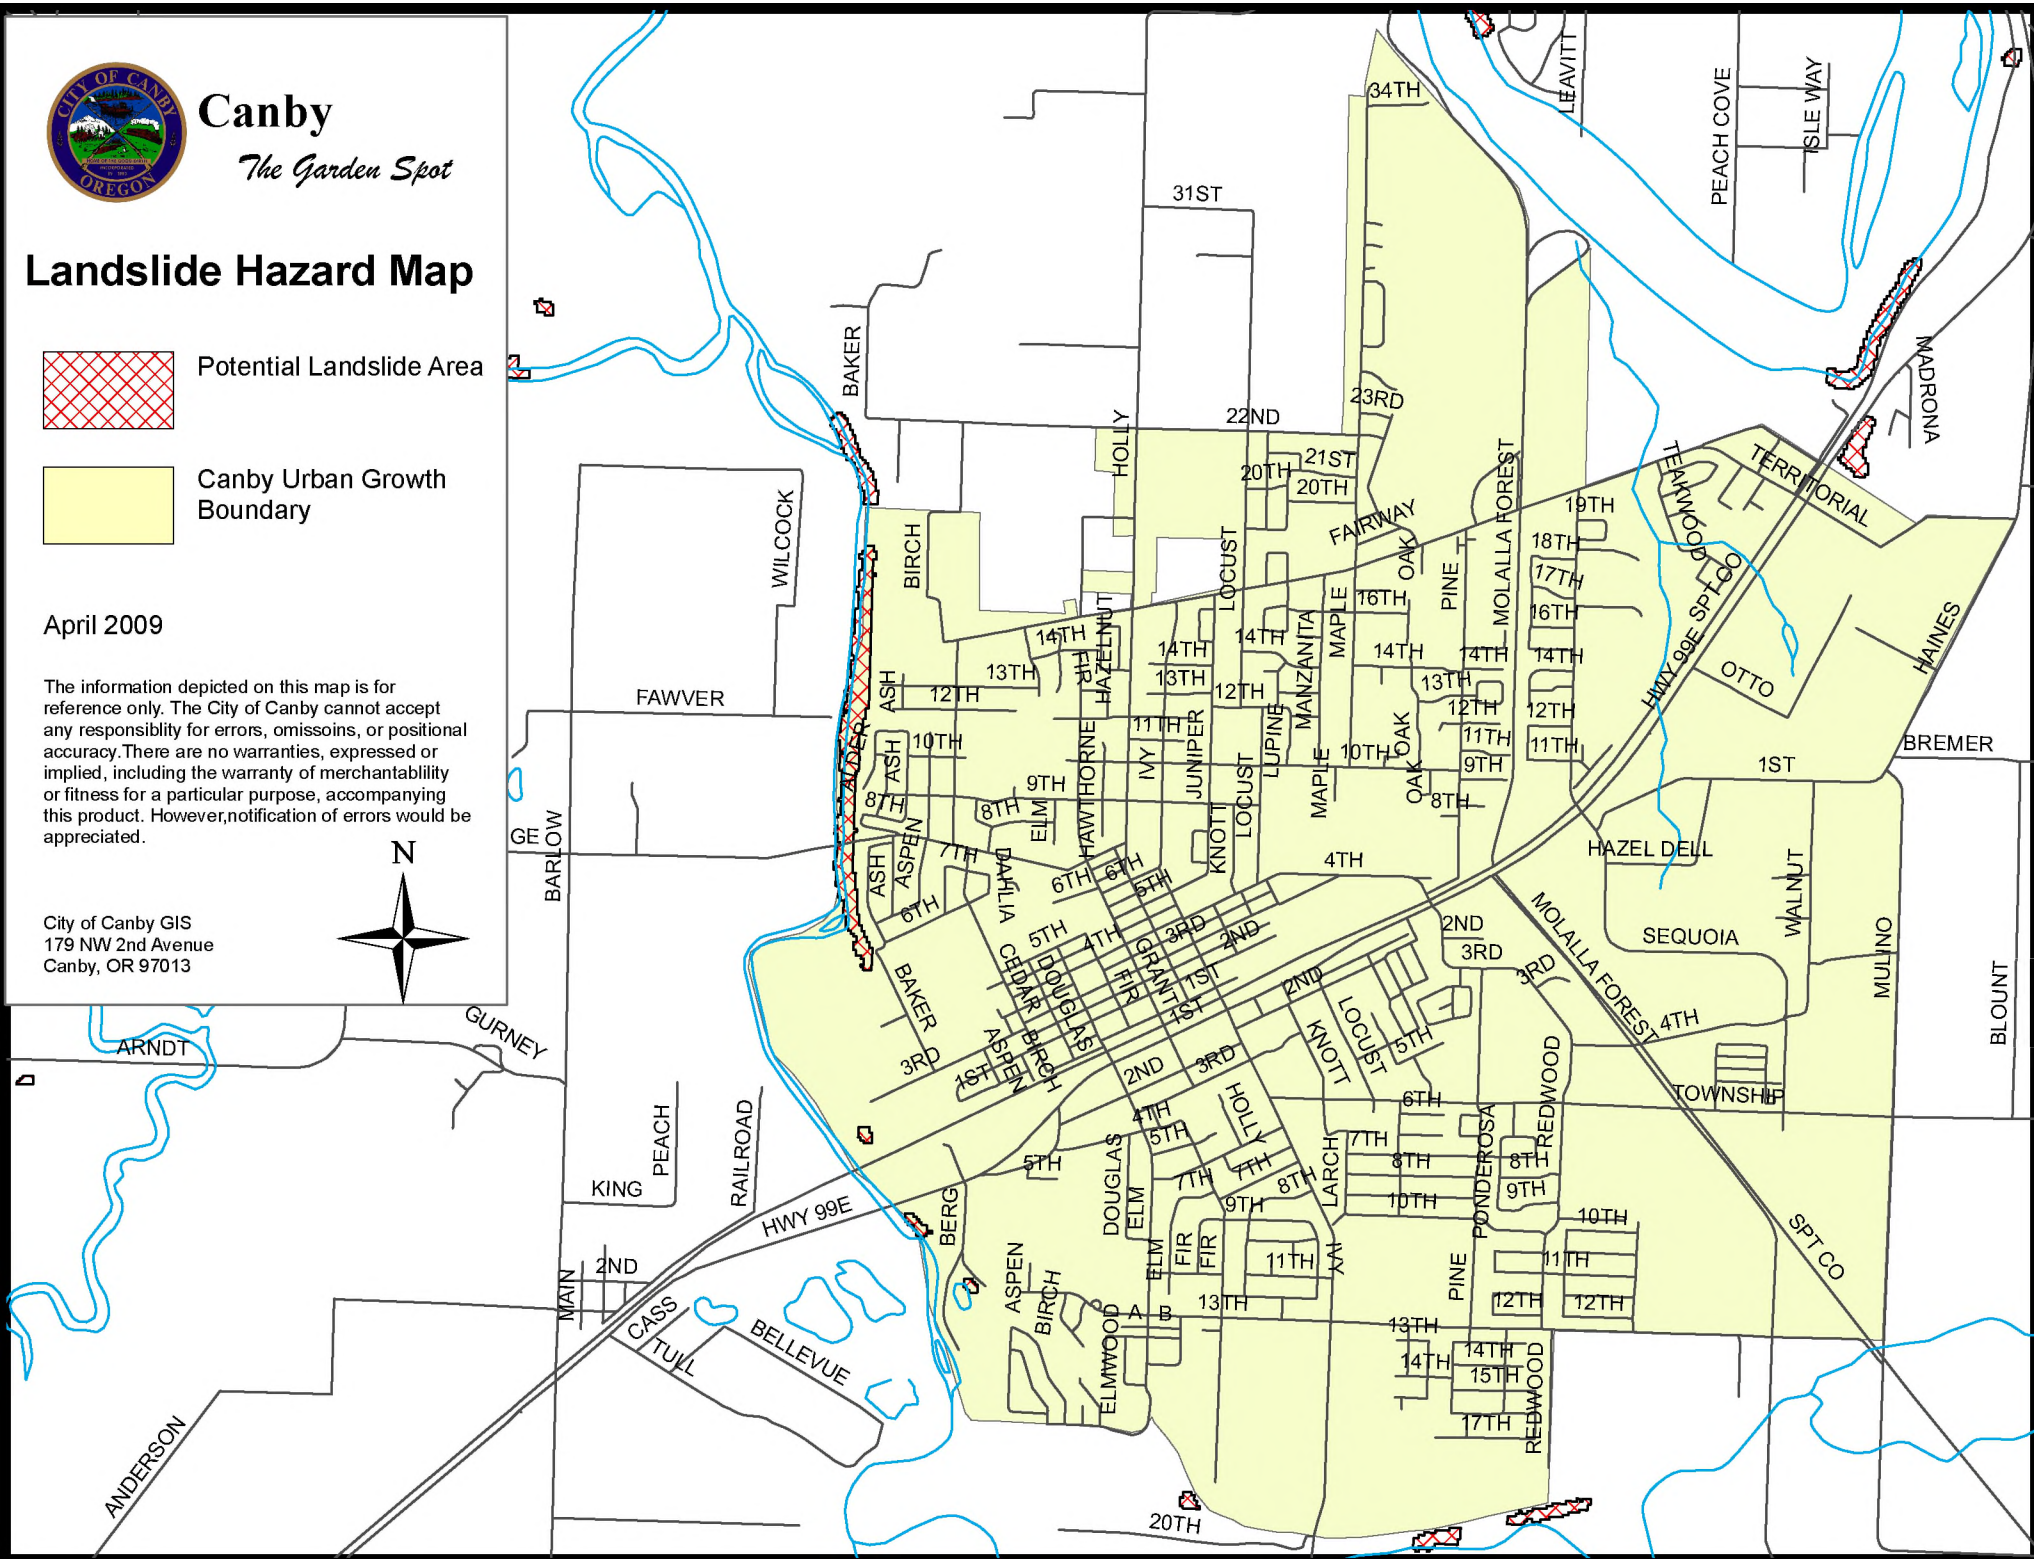 CITY OF CANBY
OREGON
Canby
The Garden Spot
Landslide Hazard Map
Potential Landslide Area
Canby Urban Growth
Boundary
April 2009
The information depicted on this map is for
reference only. The City of Canby cannot accept
any responsiblity for errors, omissoins, or positional
accuracy.There are no warranties, expressed or
implied, including the warranty of merchantablility
or fitness for a particular purpose, accompanying
this product. However,notification of errors would be
appreciated.
N
City of Canby GIS
179 NW 2nd Avenue
Canby, OR 97013
34TH
LEAVITT
PEACH COVE
ISLE WAY
31ST
BAKER
MADRONA
23RD
22ND
HOLLY
21ST
20TH
20TH
MOLALLA FOREST
TEAKWOOD
TERRITORIAL
WILCOCK
BIRCH
LOCUST
FAIRWAY
OAK
PINE
19TH
18TH
17TH
16TH
16TH
SPT CO
HWY 99E
HAINES
OTTO
BREMER
1ST
14TH
FIR
HAZELNUT
14TH
14TH
MANZANITA
MAPLE
14TH
14TH
14TH
13TH
13TH
13TH
12TH
12TH
12TH
12TH
ASH
FAWVER
ALDER
10TH
ASH
11TH
IVY
JUNIPER
LUPINE
LOCUST
MAPLE
10TH
OAK
OAK
11TH
11TH
9TH
9TH
8TH
8TH
8TH
ELM
HAWTHORNE
KNOTT
GE
BARLOW
ASH
ASPEN
7TH
DAHLIA
6TH
6TH
6TH
5TH
4TH
HAZEL DELL
WALNUT
MULINO
BLOUNT
SEQUOIA
MOLALLA FOREST
2ND
3RD
3RD
4TH
5TH
4TH
3RD
2ND
CEDAR
DOUGLAS
FIR
GRANT
1ST
1ST
2ND
BAKER
3RD
1ST
ASPEN
BIRCH
2ND
3RD
KNOTT
LOCUST
5TH
REDWOOD
TOWNSHIP
ARNDT
GURNEY
PEACH
RAILROAD
KING
HWY 99E
BERG
5TH
4TH
5TH
HOLLY
DOUGLAS
ELM
7TH
7TH
8TH
9TH
LARCH
6TH
7TH
8TH
10TH
PONDEROSA
REDWOOD
8TH
9TH
10TH
SPT CO
MAIN
2ND
CASS
TULL
BELLEVUE
ASPEN
BIRCH
ELMWOOD
ELM
FIR
FIR
11TH
IVY
A
B
13TH
PINE
11TH
12TH
12TH
13TH
14TH
14TH
15TH
17TH
REDWOOD
ANDERSON
20TH